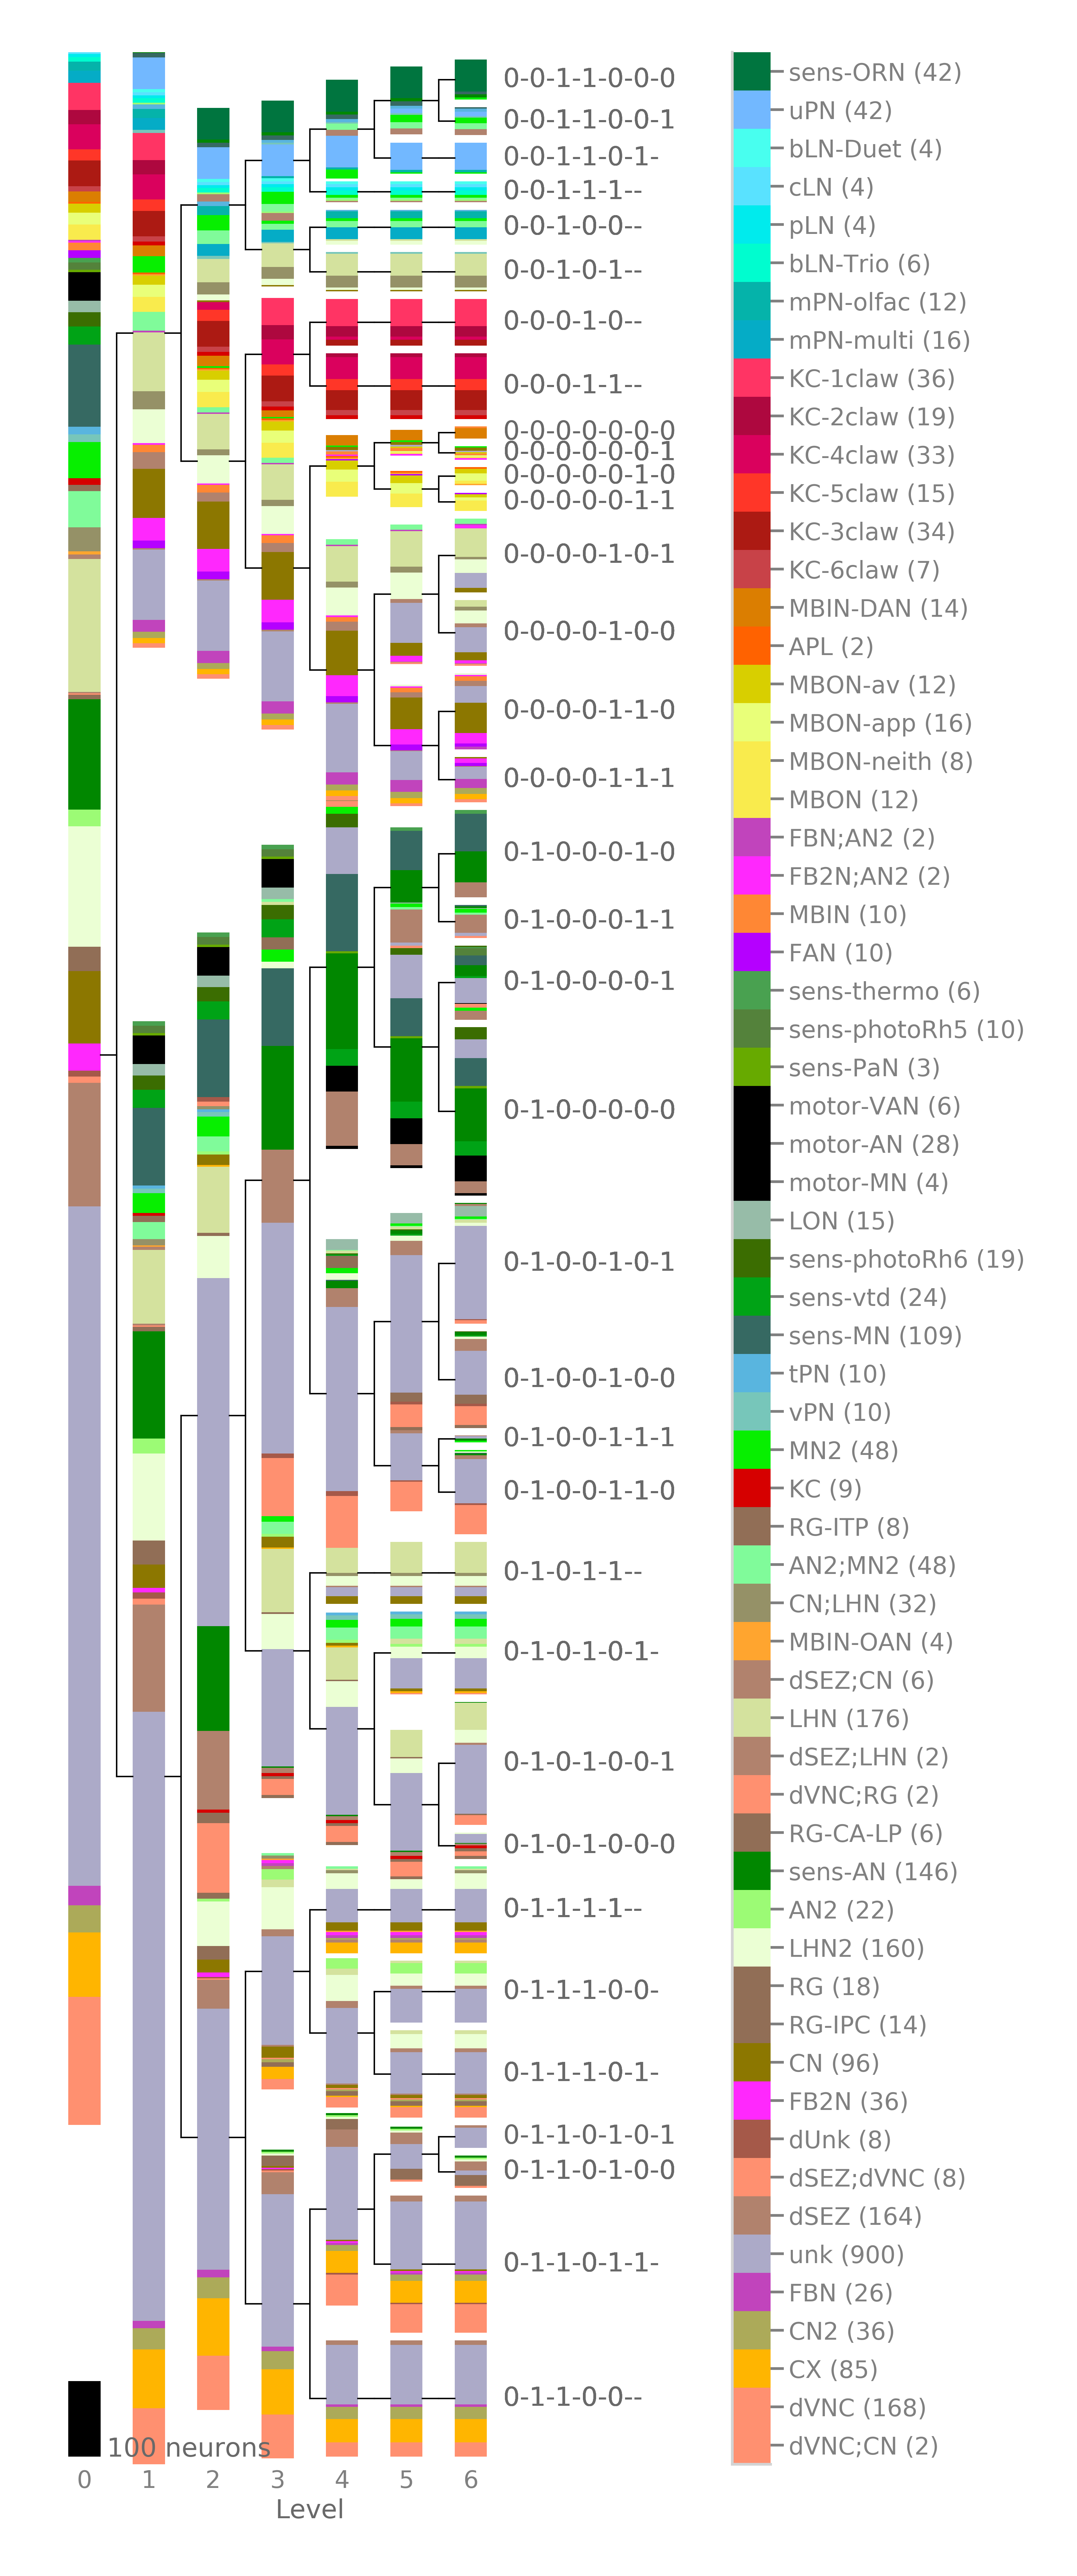 0-0-1-1-0-0-0
0-0-1-1-0-0-1
0-0-1-1-0-1-
0-0-1-1-1--
0-0-1-0-0--
0-0-1-0-1--
0-0-0-1-0--
0-0-0-1-1--
0-0-0-0-0-0-0
0-0-0-0-0-0-1
0-0-0-0-0-1-0
0-0-0-0-0-1-1
0-0-0-0-1-0-1
0-0-0-0-1-0-0
0-0-0-0-1-1-0
0-0-0-0-1-1-1
0-1-0-0-0-1-0
0-1-0-0-0-1-1
0-1-0-0-0-0-1
0-1-0-0-0-0-0
0-1-0-0-1-0-1
0-1-0-0-1-0-0
0-1-0-0-1-1-1
0-1-0-0-1-1-0
0-1-0-1-1--
0-1-0-1-0-1-
0-1-0-1-0-0-1
0-1-0-1-0-0-0
0-1-1-1-1--
0-1-1-1-0-0-
0-1-1-1-0-1-
0-1-1-0-1-0-1
0-1-1-0-1-0-0
0-1-1-0-1-1-
0-1-1-0-0--
100 neurons
0 1 2 3 4 5 6
Level
sens-ORN (42)
uPN (42)
bLN-Duet (4)
cLN (4)
pLN (4)
bLN-Trio (6)
mPN-olfac (12)
mPN-multi (16)
KC-1claw (36)
KC-2claw (19)
KC-4claw (33)
KC-5claw (15)
KC-3claw (34)
KC-6claw (7)
MBIN-DAN (14)
APL (2)
MBON-av (12)
MBON-app (16)
MBON-neith (8)
MBON (12)
FBN;AN2 (2)
FB2N;AN2 (2)
MBIN (10)
FAN (10)
sens-thermo (6)
sens-photoRh5 (10)
sens-PaN (3)
motor-VAN (6)
motor-AN (28)
motor-MN (4)
LON (15)
sens-photoRh6 (19)
sens-vtd (24)
sens-MN (109)
tPN (10)
vPN (10)
MN2 (48)
KC (9)
RG-ITP (8)
AN2;MN2 (48)
CN;LHN (32)
MBIN-OAN (4)
dSEZ;CN (6)
LHN (176)
dSEZ;LHN (2)
dVNC;RG (2)
RG-CA-LP (6)
sens-AN (146)
AN2 (22)
LHN2 (160)
RG (18)
RG-IPC (14)
CN (96)
FB2N (36)
dUnk (8)
dSEZ;dVNC (8)
dSEZ (164)
unk (900)
FBN (26)
CN2 (36)
CX (85)
dVNC (168)
dVNC;CN (2)